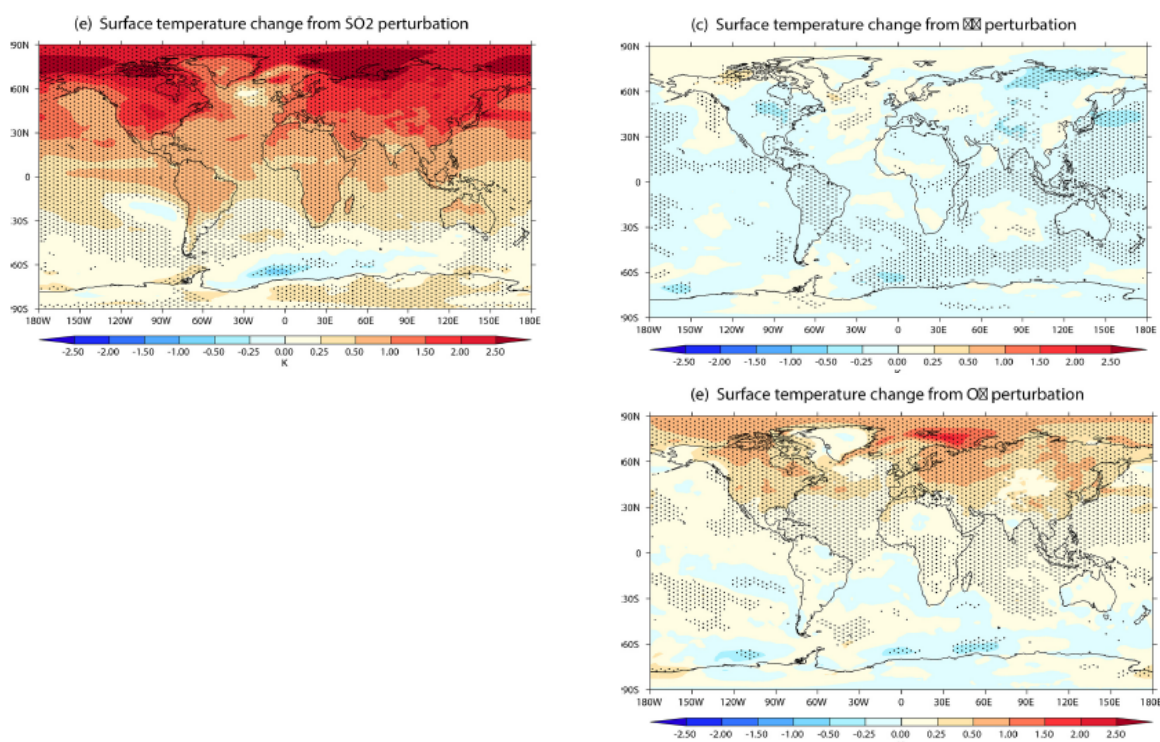 (e) Surface temperature change from SO2 perturbation
90N
60N
30N
0
30S
60S
90S
180W 150W 120W 90W 60W 30W 0 30E 60E 90E 120E 150E 180E
-2.50 -2.00 -1.50 -1.00 -0.50 -0.25 0.00 0.25 0.50 1.00 1.50 2.00 2.50
K
(c) Surface temperature change from perturbation
90N
60N
30N
0
30S
60S
90S
180W 150W 120W 90W 60W 30W 0 30E 60E 90E 120E 150E 180E
-2.50 -2.00 -1.50 -1.00 -0.50 -0.25 0.00 0.25 0.50 1.00 1.50 2.00 2.50
(e) Surface temperature change from O perturbation
90N
60N
30N
0
30S
60S
90S
180W 150W 120W 90W 60W 30W 0 30E 60E 90E 120E 150E 180E
-2.50 -2.00 -1.50 -1.00 -0.50 -0.25 0.00 0.25 0.50 1.00 1.50 2.00 2.50